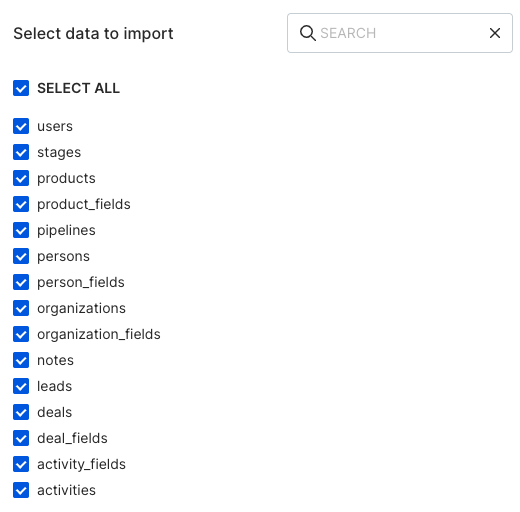 Select data to import
SEARCH
SELECT ALL
users
stages
products
product_fields
pipelines
persons
person_fields
organizations
organization_fields
notes
leads
deals
deal_fields
activity_fields
activities